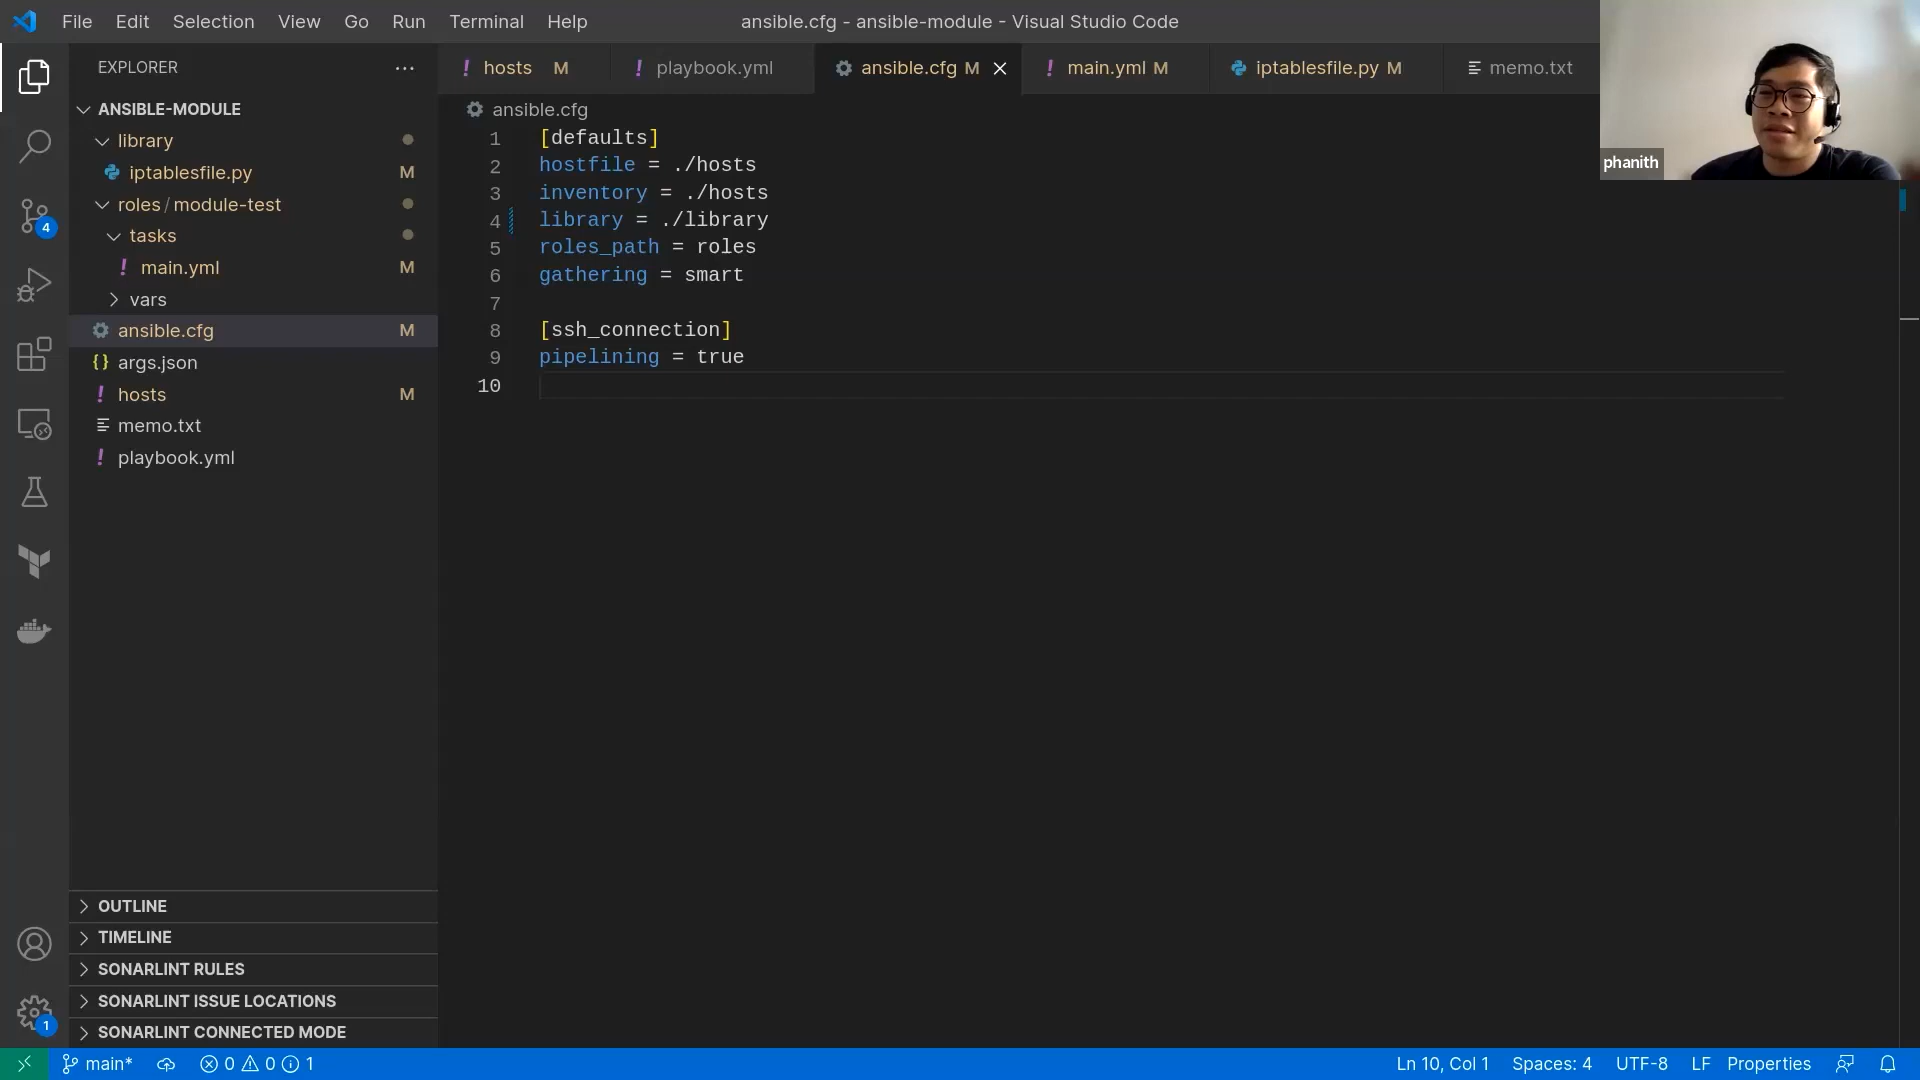 File Edit Selection View Go Run Terminal Help
ansible.cfg - ansible-module - Visual Studio Code
EXPLORER
ANSIBLE-MODULE
library
iptablesfile.py M
roles/module-test
tasks
main.yml M
vars
ansible.cfg M
args.json
hosts M
memo.txt
playbook.yml
OUTLINE
TIMELINE
SONARLINT RULES
SONARLINT ISSUE LOCATIONS
SONARLINT CONNECTED MODE
4
1
hosts M playbook.yml ansible.cfg M main.yml M iptablesfile.py M memo.txt
ansible.cfg
1 [defaults]
2 hostfile = ./hosts
3 inventory = ./hosts
4 library = ./library
5 roles_path = roles
6 gathering = smart
7
8 [ssh_connection]
9 pipelining = true
10
phanith
main* 0 0 1 Ln 10, Col 1 Spaces: 4 UTF-8 LF Properties